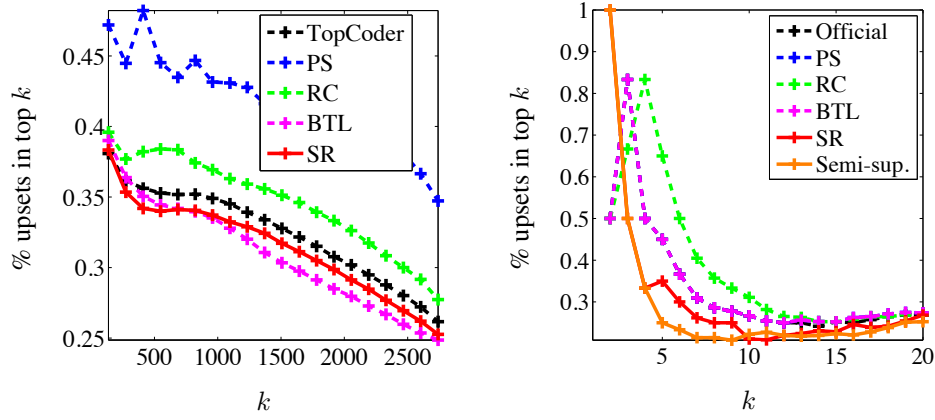 % upsets in top k
0.45
0.4
0.35
0.3
0.25
500
1000
1500
2000
2500
k
TopCoder
PS
RC
BTL
SR
% upsets in top k
1
0.9
0.8
0.7
0.6
0.5
0.4
0.3
5
10
15
20
k
Official
PS
RC
BTL
SR
Semi-sup.